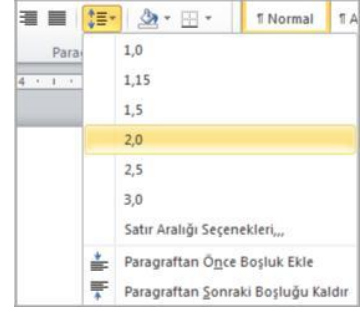 ¶ Normal ¶ A
Para
4
1,0
1,15
1,5
2,0
2,5
3,0
Satır Aralığı Seçenekleri,,,
Paragraftan Önce Boşluk Ekle
Paragraftan Sonraki Boşluğu Kaldır